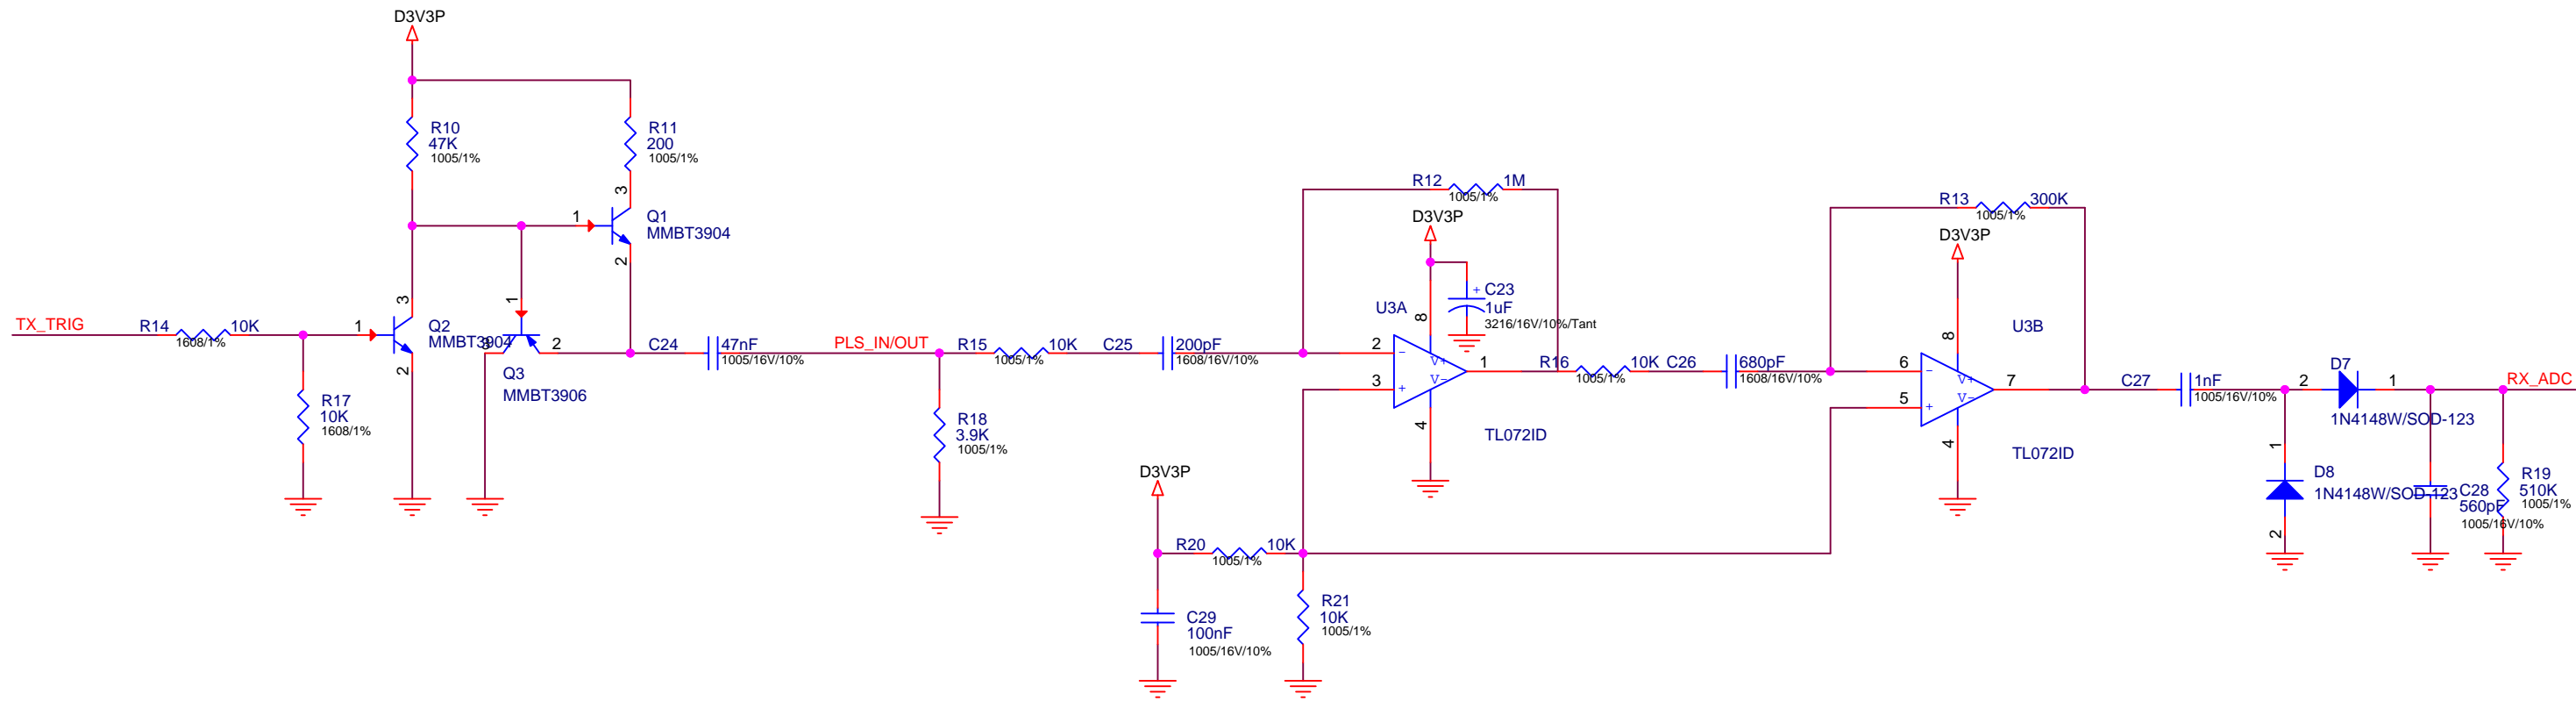 D3V3P
R10
47K
1005/1%
R11
200
1005/1%
3
1
Q1
MMBT3904
2
TX_TRIG
R14
10K
1608/1%
1
3
Q2
MMBT3904
2
R17
10K
1608/1%
1
3
2
Q3
MMBT3906
C24
47nF
1005/16V/10%
PLS_IN/OUT
R15
10K
1005/1%
C25
200pF
1608/16V/10%
R18
3.9K
1005/1%
R12
1M
1005/1%
D3V3P
+
C23
1uF
3216/16V/10%/Tant
U3A
8
2
-
3
+
V+
V-
1
4
TL072ID
R16
10K
1005/1%
C26
680pF
1608/16V/10%
R13
300K
1005/1%
D3V3P
U3B
8
6
-
5
+
V+
V-
7
4
TL072ID
C27
1nF
1005/16V/10%
D7
2
1
1N4148W/SOD-123
RX_ADC
1
D8
1N4148W/SOD-123
2
C28
560pF
1005/16V/10%
R19
510K
1005/1%
D3V3P
R20
10K
1005/1%
C29
100nF
1005/16V/10%
R21
10K
1005/1%